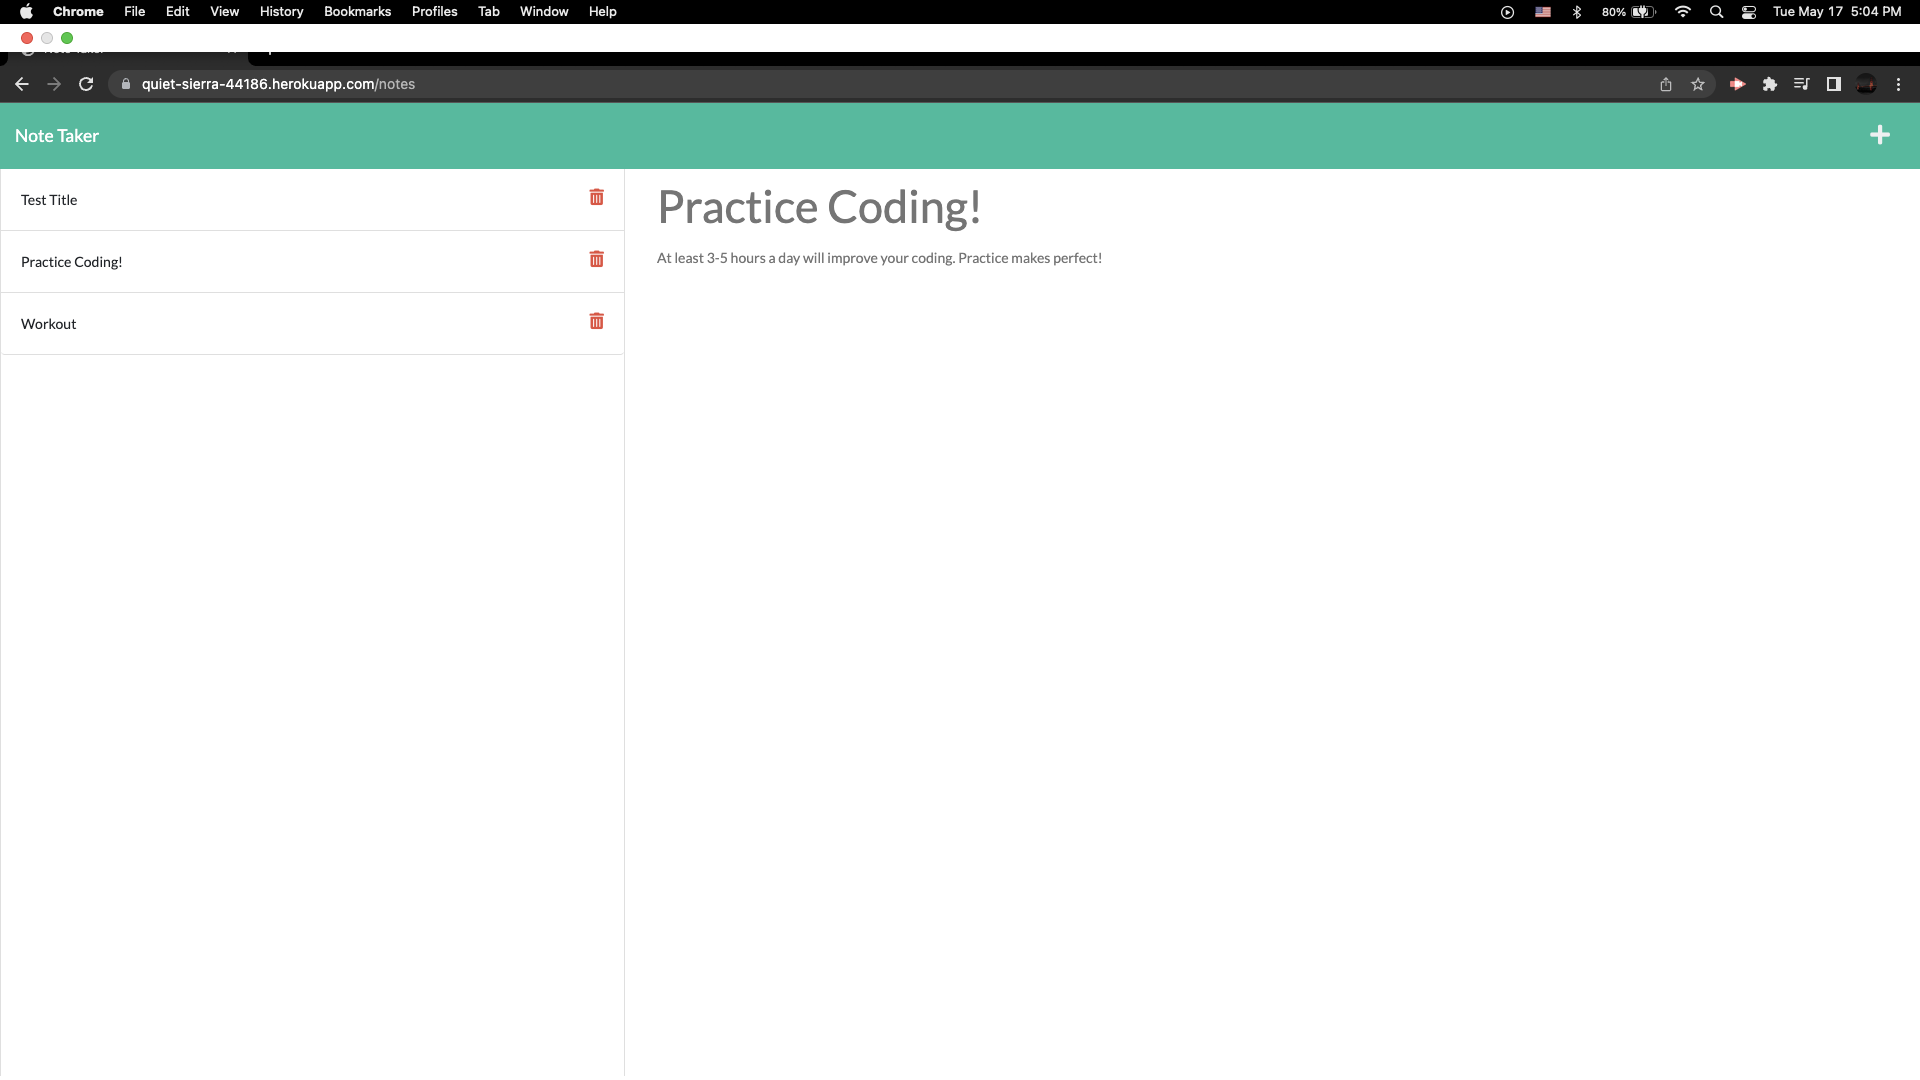 Chrome File Edit View History Bookmarks Profiles Tab Window Help 80% Tue May 17 5:04 PM
quiet-sierra-44186.herokuapp.com/notes
Note Taker
Test Title
Practice Coding!
Workout
Practice Coding!
At least 3-5 hours a day will improve your coding. Practice makes perfect!